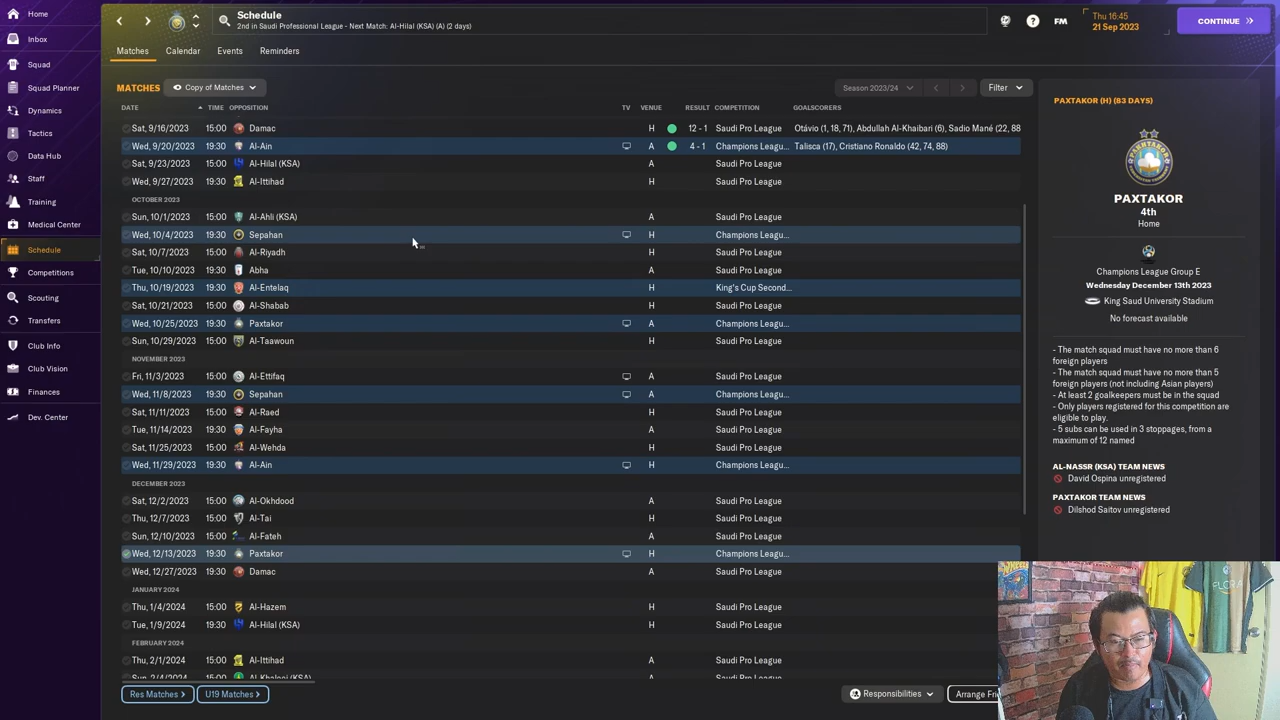 Home
Schedule
2nd in Saudi Professional League - Next Match: Al-Hilal (KSA) (A) (2 days)
FM
Thu 16:45
21 Sep 2023
CONTINUE
Inbox
Squad
Squad Planner
Dynamics
Tactics
Data Hub
Staff
Training
Medical Center
Schedule
Competitions
Scouting
Transfers
Club Info
Club Vision
Finances
Dev. Center
Matches Calendar Events Reminders
MATCHES Copy of Matches Season 2023/24 Filter
DATE TIME OPPOSITION TV VENUE RESULT COMPETITION GOALSCORERS
Sat, 9/16/2023 15:00 Damac H 12 - 1 Saudi Pro League Otávio (1, 18, 71), Abdullah Al-Khaibari (6), Sadio Mané (22, 88
Wed, 9/20/2023 19:30 Al-Ain A 4 - 1 Champions Leagu... Talisca (17), Cristiano Ronaldo (42, 74, 88)
Sat, 9/23/2023 15:00 Al-Hilal (KSA) A Saudi Pro League
Wed, 9/27/2023 19:30 Al-Ittihad H Saudi Pro League
OCTOBER 2023
Sun, 10/1/2023 15:00 Al-Ahli (KSA) A Saudi Pro League
Wed, 10/4/2023 19:30 Sepahan H Champions Leagu...
Sat, 10/7/2023 15:00 Al-Riyadh H Saudi Pro League
Tue, 10/10/2023 19:30 Abha A Saudi Pro League
Thu, 10/19/2023 19:30 Al-Entelaq H King's Cup Second...
Sat, 10/21/2023 15:00 Al-Shabab H Saudi Pro League
Wed, 10/25/2023 19:30 Paxtakor A Champions Leagu...
Sun, 10/29/2023 15:00 Al-Taawoun H Saudi Pro League
NOVEMBER 2023
Fri, 11/3/2023 15:00 Al-Ettifaq A Saudi Pro League
Wed, 11/8/2023 19:30 Sepahan A Champions Leagu...
Sat, 11/11/2023 15:00 Al-Raed H Saudi Pro League
Tue, 11/14/2023 19:30 Al-Fayha A Saudi Pro League
Sat, 11/25/2023 15:00 Al-Wehda H Saudi Pro League
Wed, 11/29/2023 19:30 Al-Ain H Champions Leagu...
DECEMBER 2023
Sat, 12/2/2023 15:00 Al-Okhdood A Saudi Pro League
Thu, 12/7/2023 15:00 Al-Tai H Saudi Pro League
Sun, 12/10/2023 15:00 Al-Fateh A Saudi Pro League
Wed, 12/13/2023 19:30 Paxtakor H Champions Leagu...
Wed, 12/27/2023 19:30 Damac A Saudi Pro League
JANUARY 2024
Thu, 1/4/2024 15:00 Al-Hazem H Saudi Pro League
Tue, 1/9/2024 19:30 Al-Hilal (KSA) H Saudi Pro League
FEBRUARY 2024
Thu, 2/1/2024 15:00 Al-Ittihad A Saudi Pro League
Sun, 2/4/2024 15:00 Al-Khaleej (KSA) A Saudi Pro League
Res Matches U19 Matches Responsibilities Arrange Fri
PAXTAKOR (H) (83 DAYS)
PAXTAKOR
4th
Home
Champions League Group E
Wednesday December 13th 2023
King Saud University Stadium
No forecast available
- The match squad must have no more than 6
foreign players
- The match squad must have no more than 5
foreign players (not including Asian players)
- At least 2 goalkeepers must be in the squad
- Only players registered for this competition are
eligible to play.
- 5 subs can be used in 3 stoppages, from a
maximum of 12 named
AL-NASSR (KSA) TEAM NEWS
David Ospina unregistered
PAXTAKOR TEAM NEWS
Dilshod Saitov unregistered